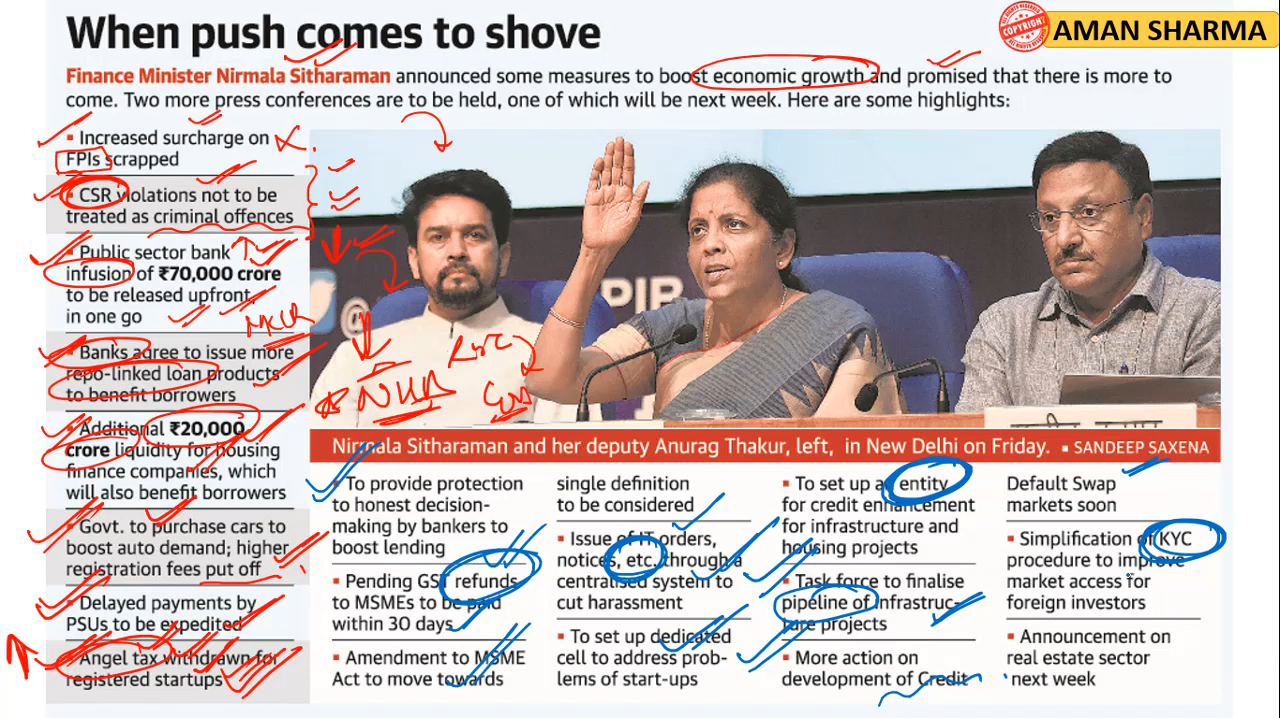 COPYRIGHT
AMAN SHARMA
When push comes to shove
Finance Minister Nirmala Sitharaman announced some measures to boost economic growth and promised that there is more to
come. Two more press conferences are to be held, one of which will be next week. Here are some highlights:
▪ Increased surcharge on
FPIs scrapped
▪ CSR violations not to be
treated as criminal offences
▪ Public sector bank
infusion of ₹70,000 crore
to be released upfront,
in one go
MCLR
▪ Banks agree to issue more
repo-linked loan products
to benefit borrowers
▪ Additional ₹20,000
crore liquidity for housing
finance companies, which
will also benefit borrowers
▪ Govt. to purchase cars to
boost auto demand; higher
registration fees put off
▪ Delayed payments by
PSUs to be expedited
▪ Angel tax withdrawn for
registered startups
@
PIB
NHB
Nirmala Sitharaman and her deputy Anurag Thakur, left, in New Delhi on Friday. ▪ SANDEEP SAXENA
▪ To provide protection
to honest decision-
making by bankers to
boost lending
▪ Pending GST refunds
to MSMEs to be paid
within 30 days
▪ Amendment to MSME
Act to move towards
single definition
to be considered
▪ Issue of IT orders,
notices, etc. through a
centralised system to
cut harassment
▪ To set up dedicated
cell to address prob-
lems of start-ups
▪ To set up an entity
for credit enhancement
for infrastructure and
housing projects
▪ Task force to finalise
pipeline of infrastruc-
ture projects
▪ More action on
development of Credit
Default Swap
markets soon
▪ Simplification of KYC
procedure to improve
market access for
foreign investors
▪ Announcement on
real estate sector
next week